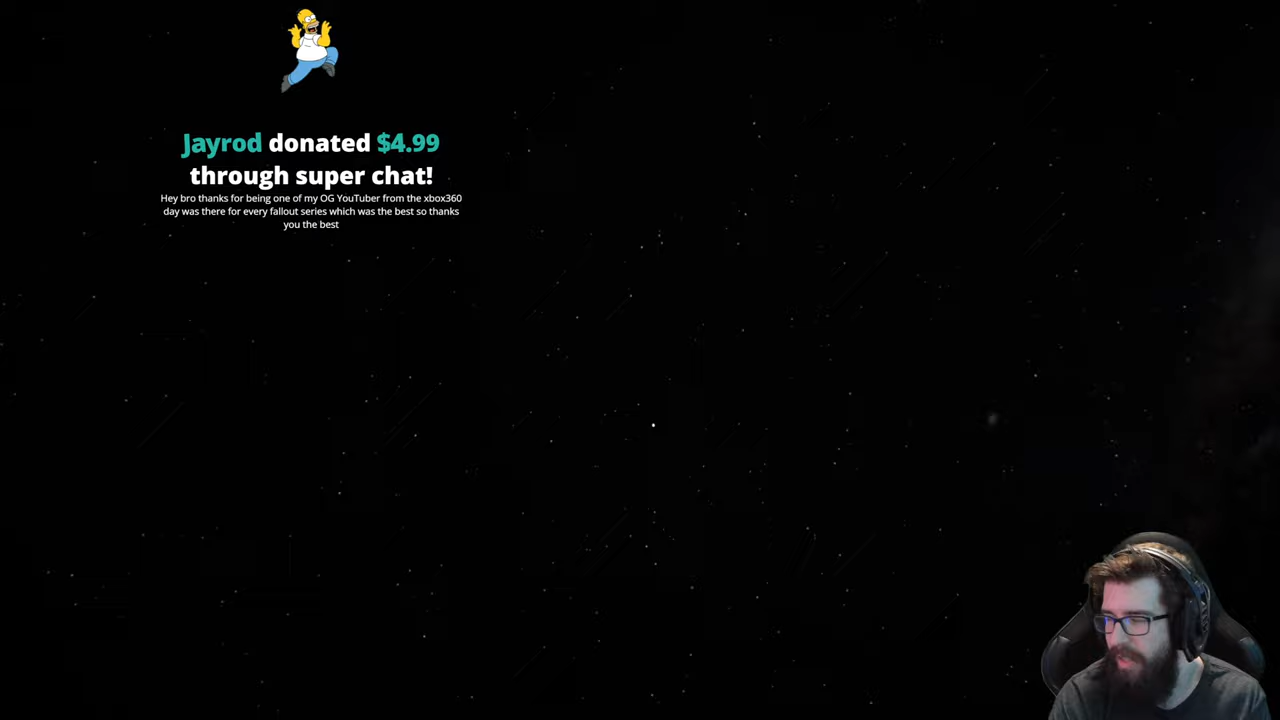 Jayrod donated $4.99
through super chat!
Hey bro thanks for being one of my OG YouTuber from the xbox360
day was there for every fallout series which was the best so thanks
you the best